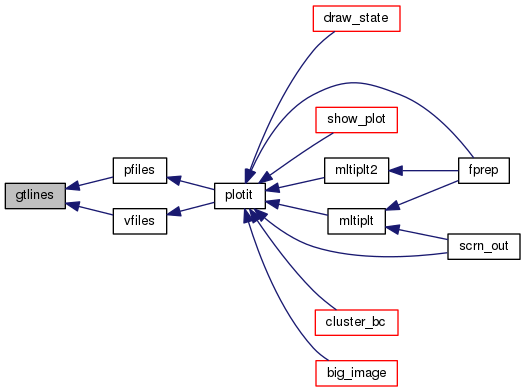 draw_state
show_plot
pfiles
mltiplt2
fprep
gtlines
plotit
vfiles
mltiplt
scrn_out
cluster_bc
big_image